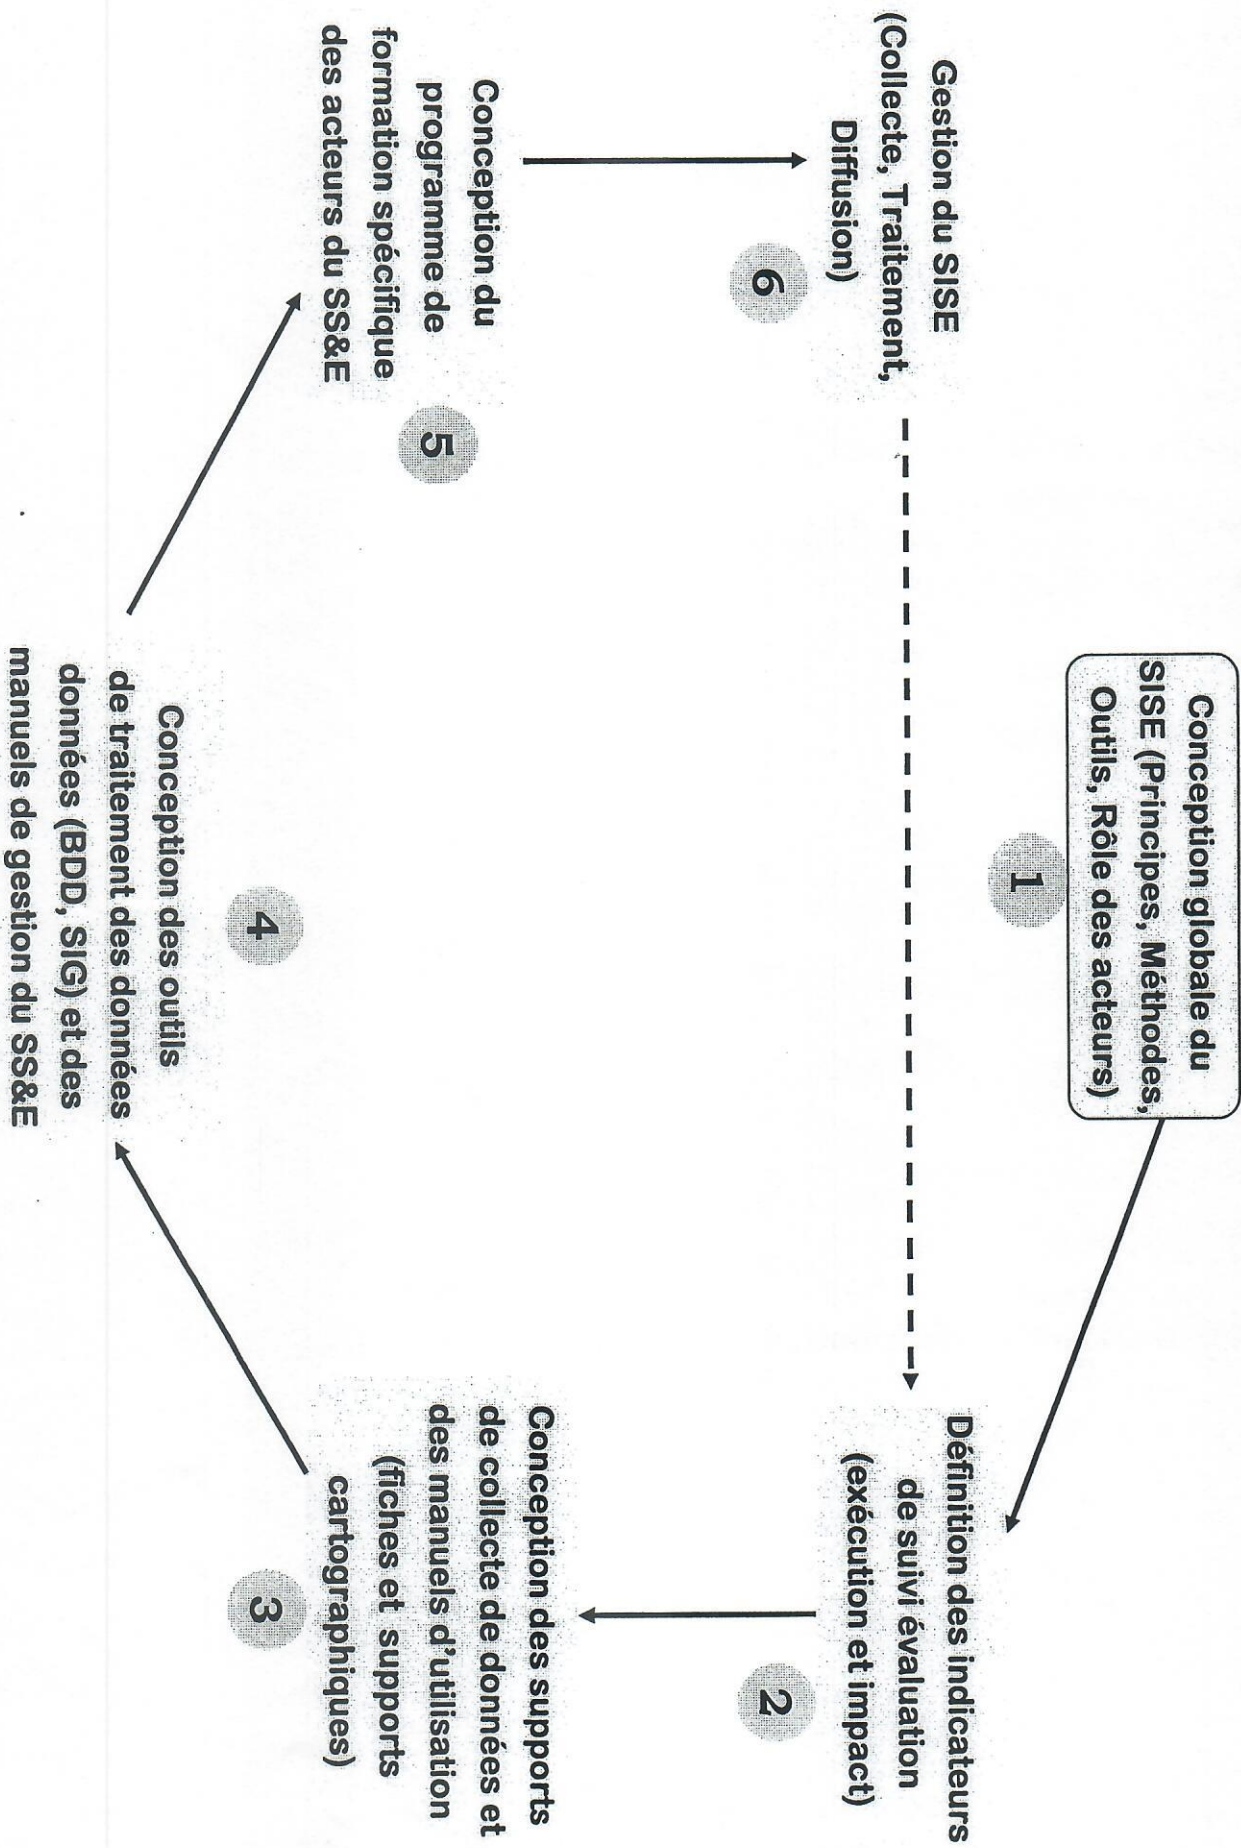 Conception globale du
SISE (Principes, Méthodes,
Outils, Rôle des acteurs)
1
Définition des indicateurs
de suivi évaluation
(exécution et impact)
2
Conception des supports
de collecte de données et
des manuels d'utilisation
(fiches et supports
cartographiques)
3
Conception des outils
de traitement des données
données (BDD, SIG) et des
manuels de gestion du SS&E
4
Conception du
programme de
formation spécifique
des acteurs du SS&E
5
Gestion du SISE
(Collecte, Traitement,
Diffusion)
6